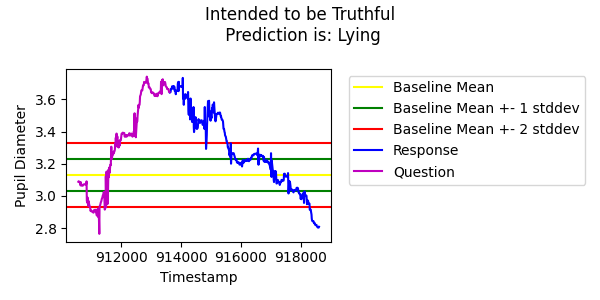 Intended to be Truthful
Prediction is: Lying
Pupil Diameter
3.6
3.4
3.2
3.0
2.8
912000 914000 916000 918000
Timestamp
Baseline Mean
Baseline Mean +- 1 stddev
Baseline Mean +- 2 stddev
Response
Question